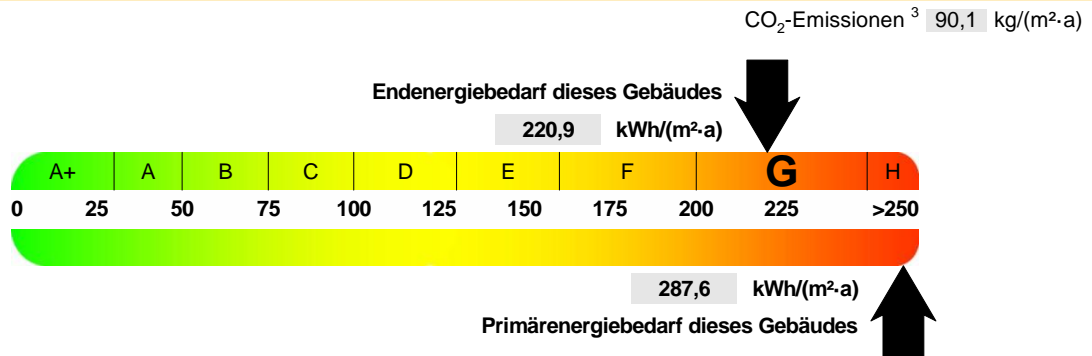 CO₂-Emissionen ³ 90,1 kg/(m²·a)
Endenergiebedarf dieses Gebäudes
220,9 kWh/(m²·a)
A+ A B C D E F G H
0 25 50 75 100 125 150 175 200 225 >250
287,6 kWh/(m²·a)
Primärenergiebedarf dieses Gebäudes